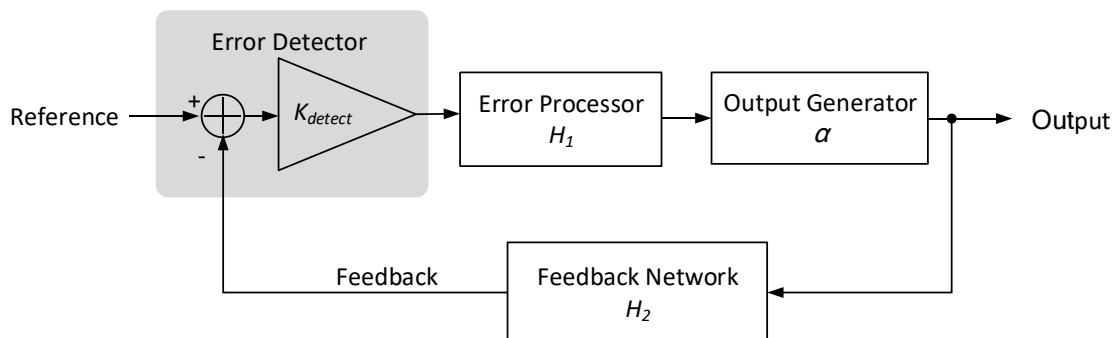 Error Detector
Reference
+
-
K_detect
Error Processor
H_1
Output Generator
α
Output
Feedback
Feedback Network
H_2